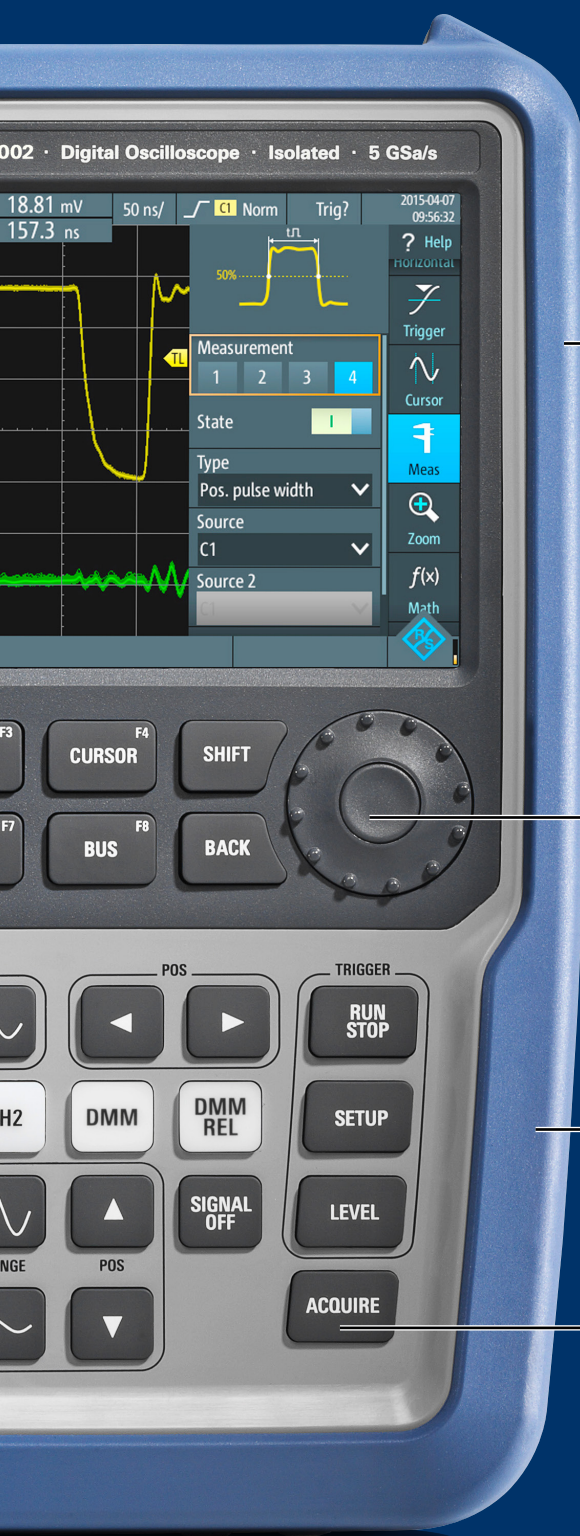 002 · Digital Oscilloscope · Isolated · 5 GSa/s
18.81 mV
157.3 ns
50 ns/
C1 Norm
Trig?
2015-04-07
09:56:32
? Help
Horizontal
50%
TL
Trigger
Measurement
1 2 3 4
Cursor
State
I
Meas
Type
Pos. pulse width
Source
C1
Zoom
Source 2
C1
f(x)
Math
R/S
F3
F4
CURSOR
SHIFT
F7
F8
BUS
BACK
POS
TRIGGER
RUN
STOP
H2
DMM
DMM
REL
SETUP
SIGNAL
OFF
LEVEL
NGE
POS
ACQUIRE